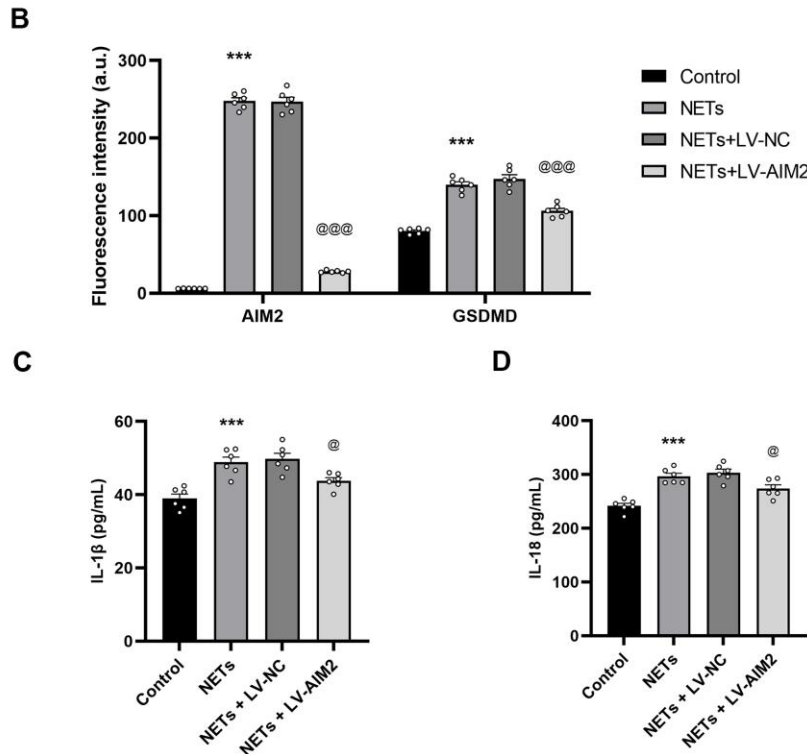 B
Fluorescence intensity (a.u.)
300
200
100
0
***
@@@
***
@@@
AIM2
GSDMD
Control
NETs
NETs+LV-NC
NETs+LV-AIM2
C
IL-1β (pg/mL)
60
40
20
0
***
@
Control
NETs
NETs + LV-NC
NETs + LV-AIM2
D
IL-18 (pg/mL)
400
300
200
100
0
***
@
Control
NETs
NETs + LV-NC
NETs + LV-AIM2